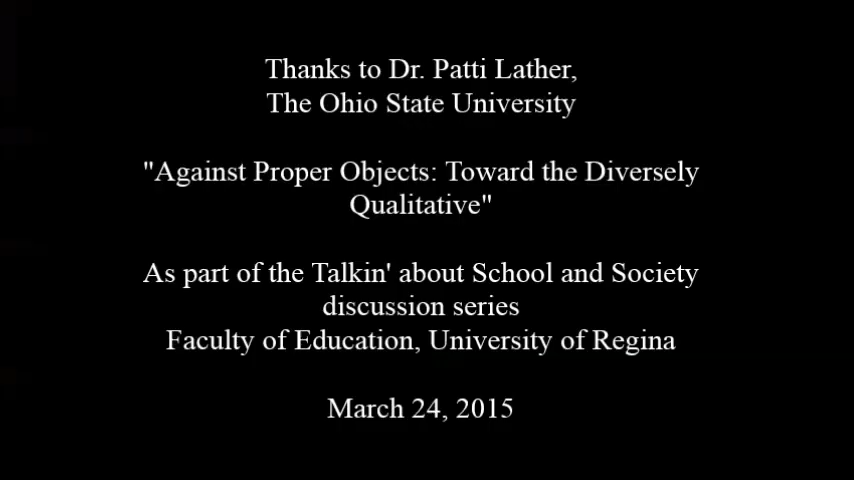 Thanks to Dr. Patti Lather,
The Ohio State University
"Against Proper Objects: Toward the Diversely
Qualitative"
As part of the Talkin' about School and Society
discussion series
Faculty of Education, University of Regina
March 24, 2015